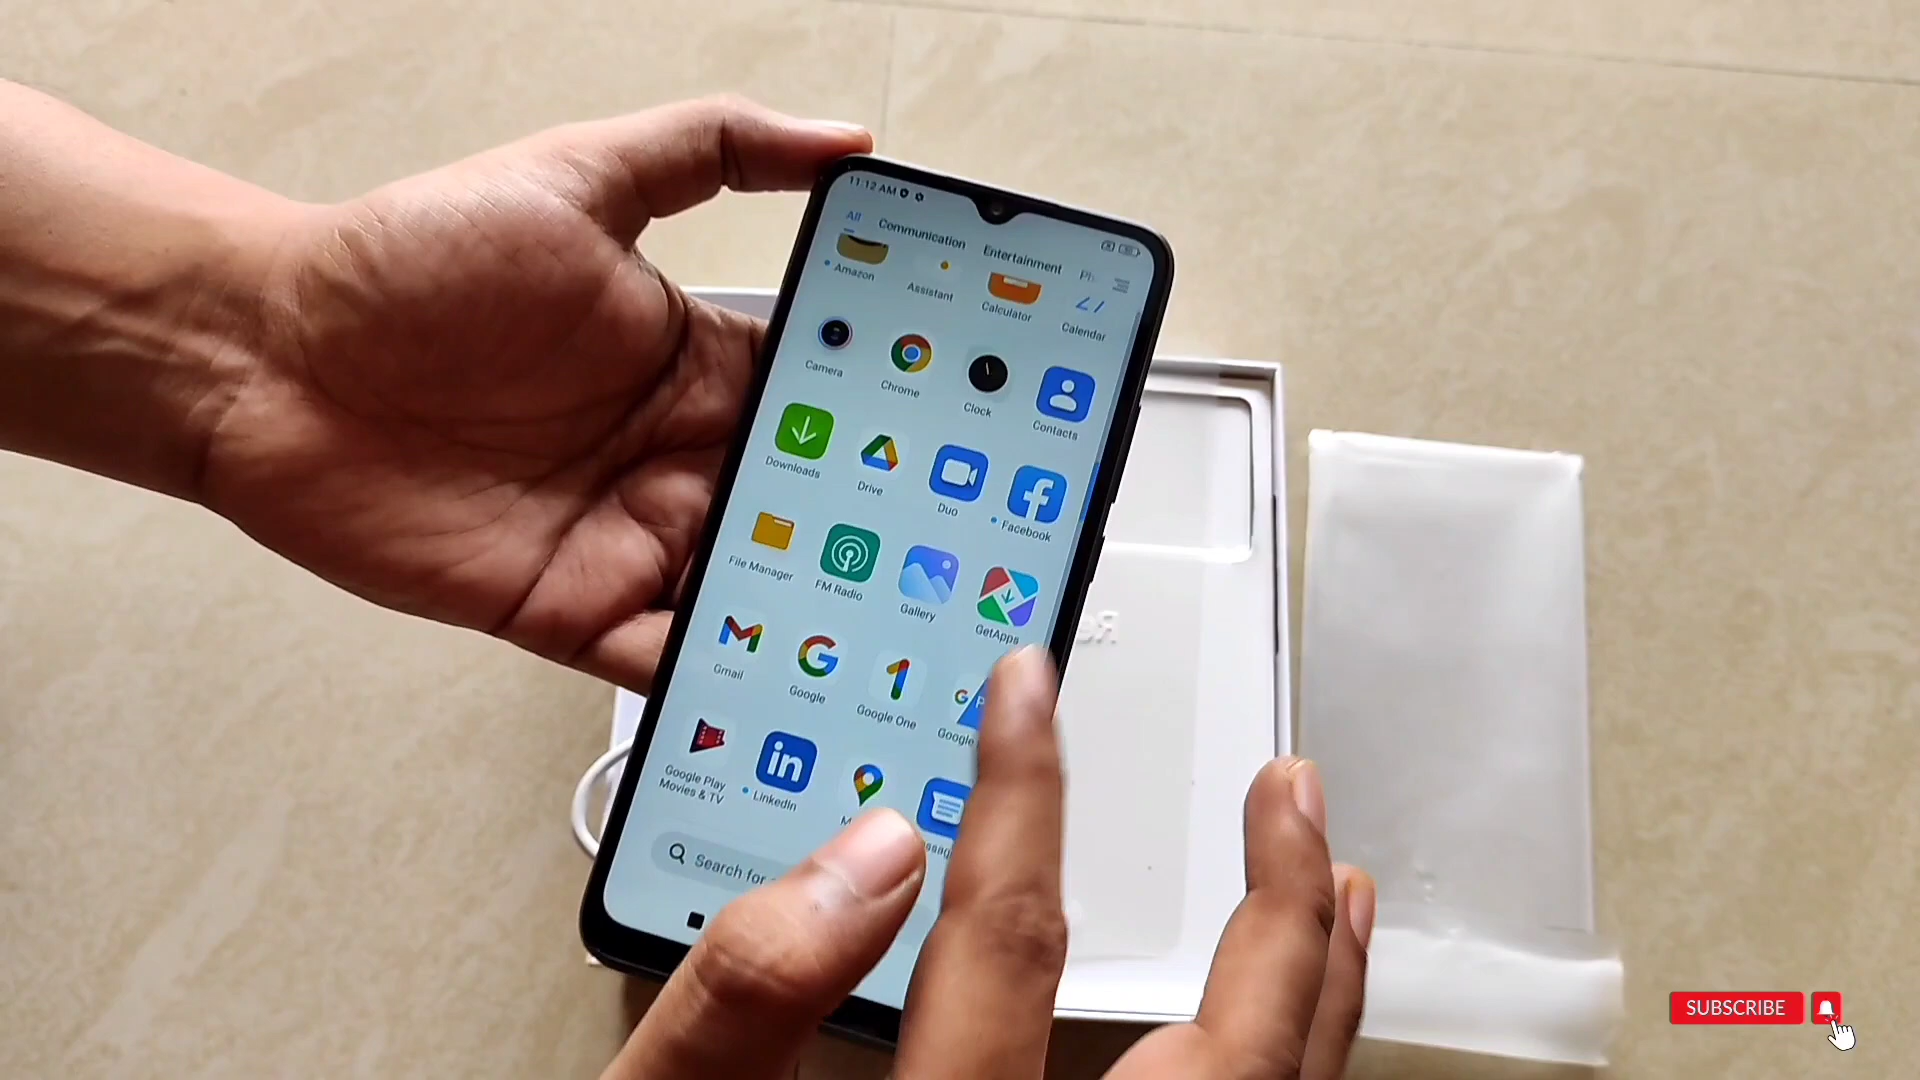 11:12 AM
All Communication Entertainment Ph
Amazon Assistant Calculator Calendar
Camera Chrome Clock Contacts
Downloads Drive Duo Facebook
File Manager FM Radio Gallery GetApps
Gmail Google Google One Google
Google Play Movies & TV LinkedIn
Search for
SUBSCRIBE